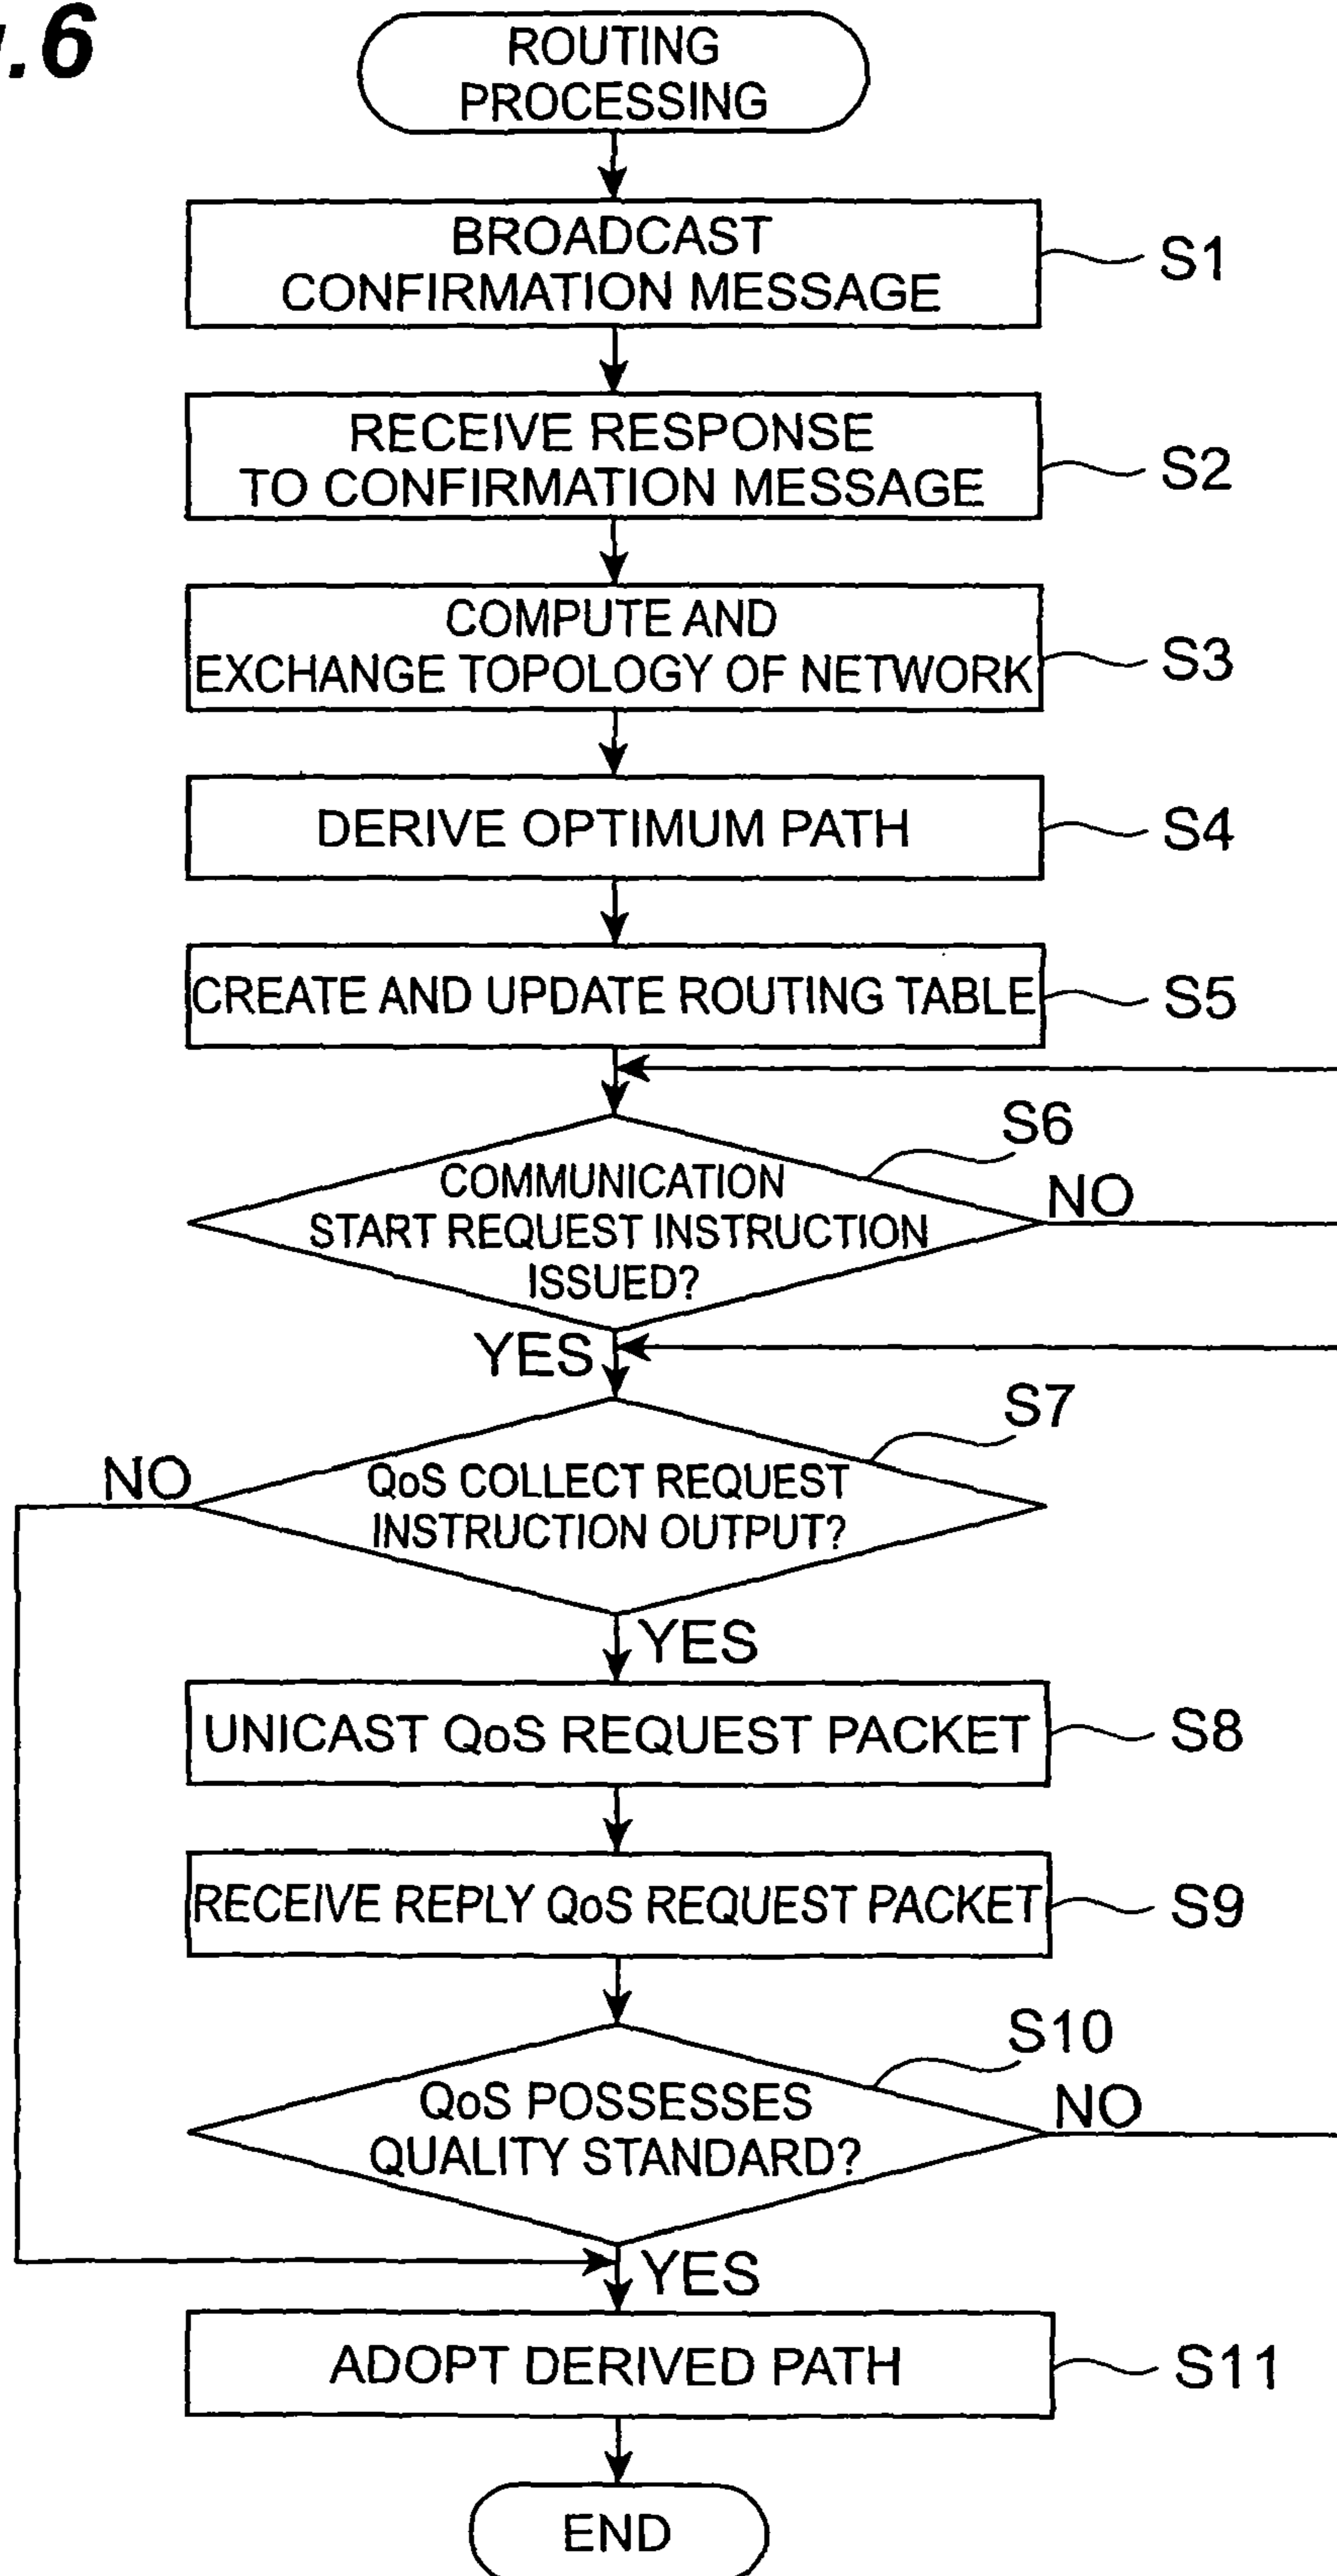 .6
ROUTING
PROCESSING
BROADCAST
CONFIRMATION MESSAGE
S1
RECEIVE RESPONSE
TO CONFIRMATION MESSAGE
S2
COMPUTE AND
EXCHANGE TOPOLOGY OF NETWORK
S3
DERIVE OPTIMUM PATH
S4
CREATE AND UPDATE ROUTING TABLE
S5
S6
COMMUNICATION
START REQUEST INSTRUCTION
ISSUED?
NO
YES
S7
NO
QoS COLLECT REQUEST
INSTRUCTION OUTPUT?
YES
UNICAST QoS REQUEST PACKET
S8
RECEIVE REPLY QoS REQUEST PACKET
S9
S10
QoS POSSESSES
QUALITY STANDARD?
NO
YES
ADOPT DERIVED PATH
S11
END